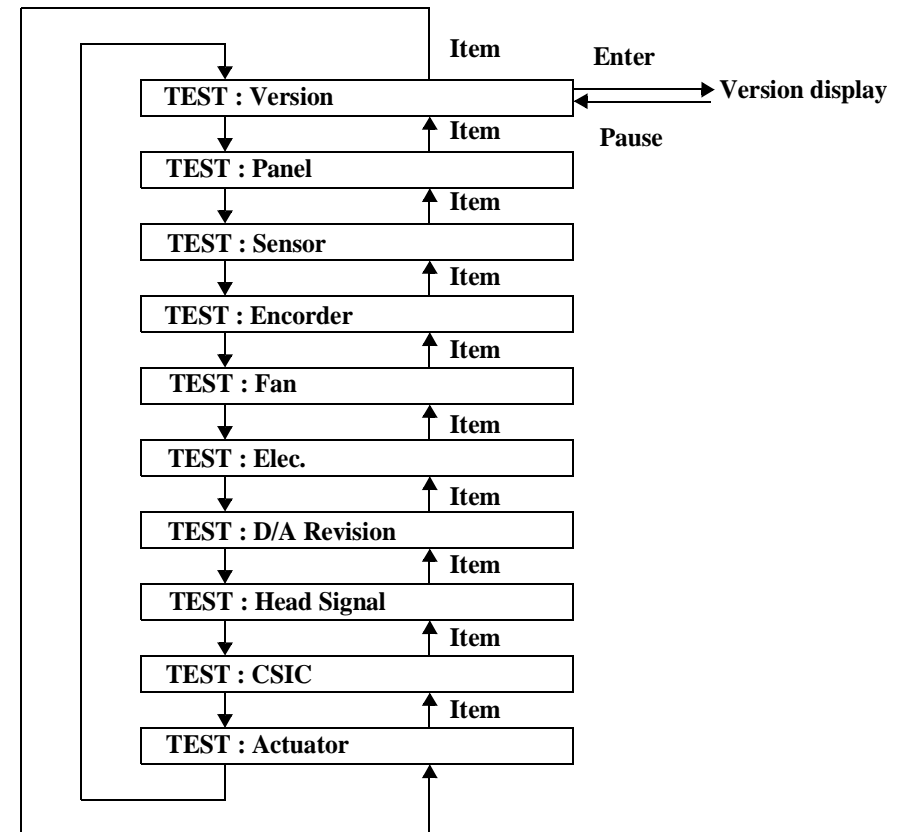 Item
Enter
TEST : Version
Version display
Item
Pause
TEST : Panel
Item
TEST : Sensor
Item
TEST : Encorder
Item
TEST : Fan
Item
TEST : Elec.
Item
TEST : D/A Revision
Item
TEST : Head Signal
Item
TEST : CSIC
Item
TEST : Actuator